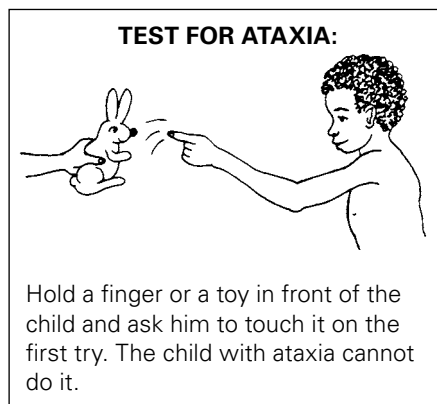 TEST FOR ATAXIA:
Hold a finger or a toy in front of the
child and ask him to touch it on the
first try. The child with ataxia cannot
do it.